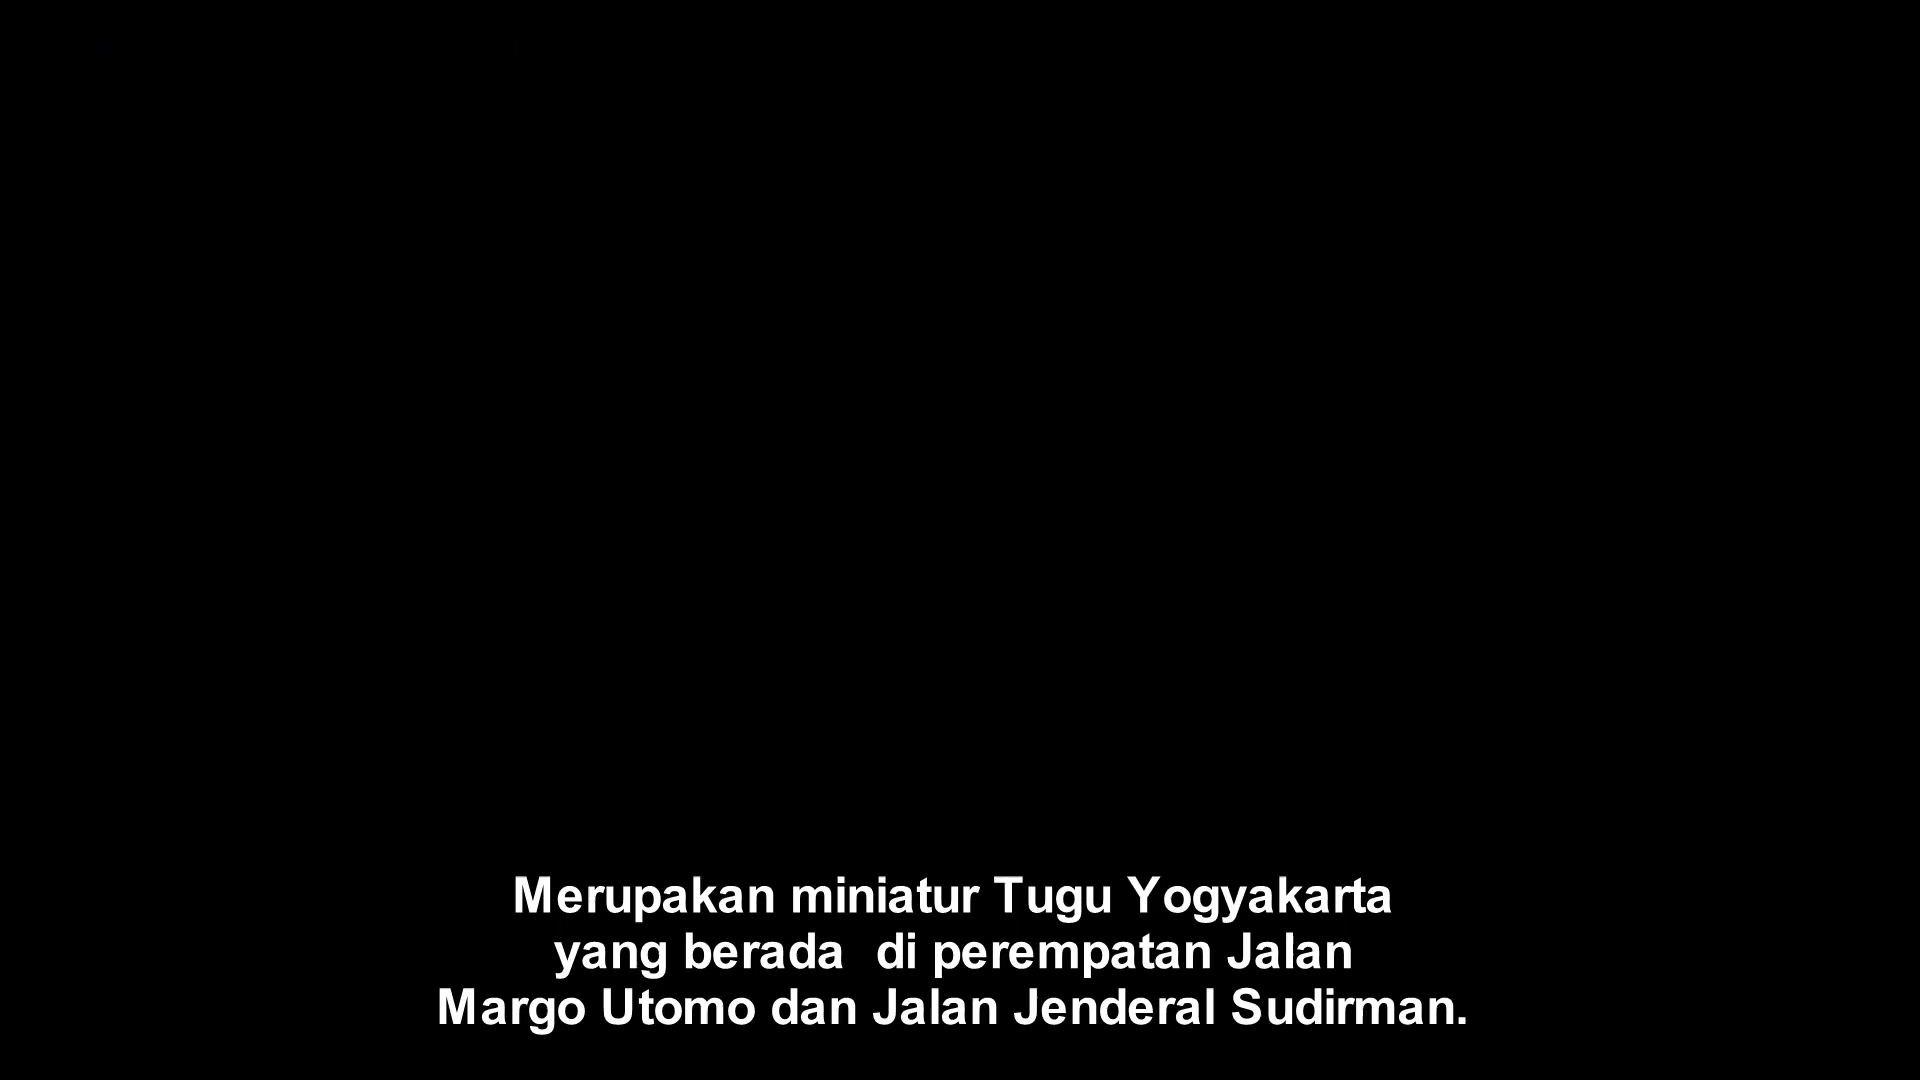 Merupakan miniatur Tugu Yogyakarta
yang berada  di perempatan Jalan
Margo Utomo dan Jalan Jenderal Sudirman.